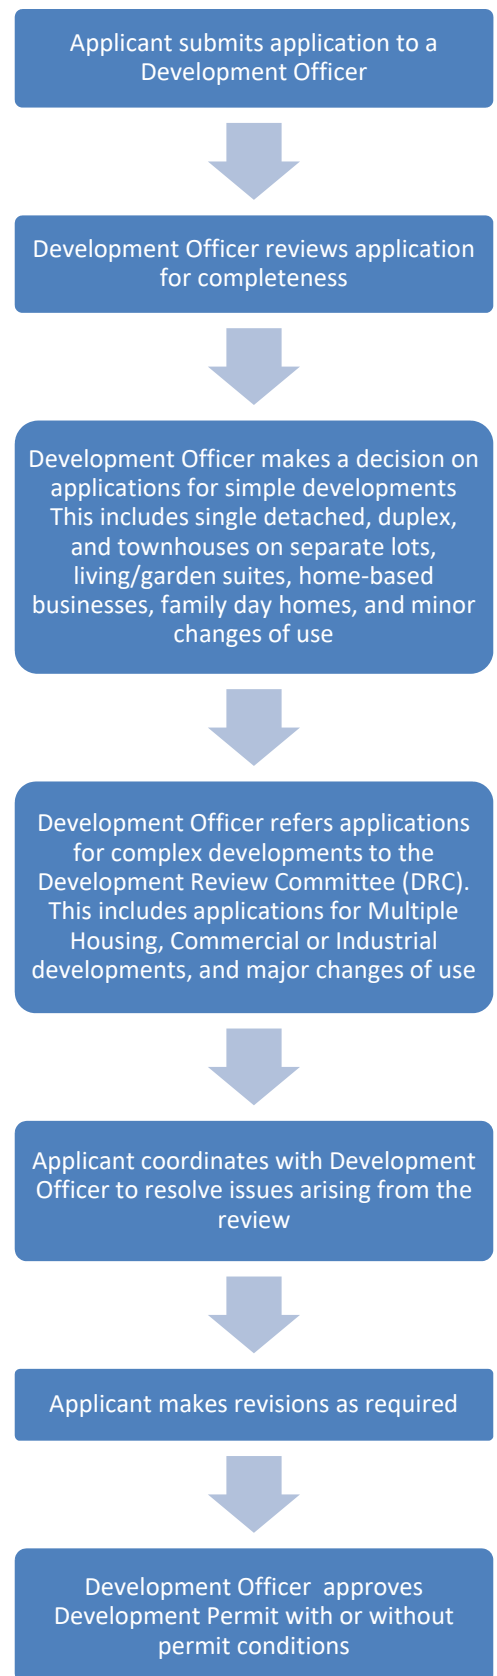 Applicant submits application to a
Development Officer
Development Officer reviews application
for completeness
Development Officer makes a decision on
applications for simple developments
This includes single detached, duplex,
and townhouses on separate lots,
living/garden suites, home-based
businesses, family day homes, and minor
changes of use
Development Officer refers applications
for complex developments to the
Development Review Committee (DRC).
This includes applications for Multiple
Housing, Commercial or Industrial
developments, and major changes of use
Applicant coordinates with Development
Officer to resolve issues arising from the
review
Applicant makes revisions as required
Development Officer  approves
Development Permit with or without
permit conditions